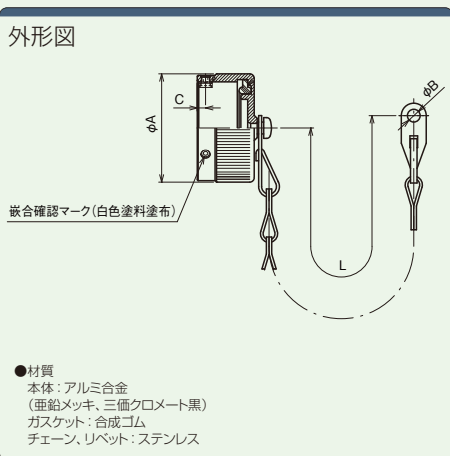 外形図
C
φA
φB
嵌合確認マーク(白色塗料塗布)
L
●材質
本体：アルミ合金
(亜鉛メッキ、三価クロメート黒)
ガスケット：合成ゴム
チェーン、リベット：ステンレス